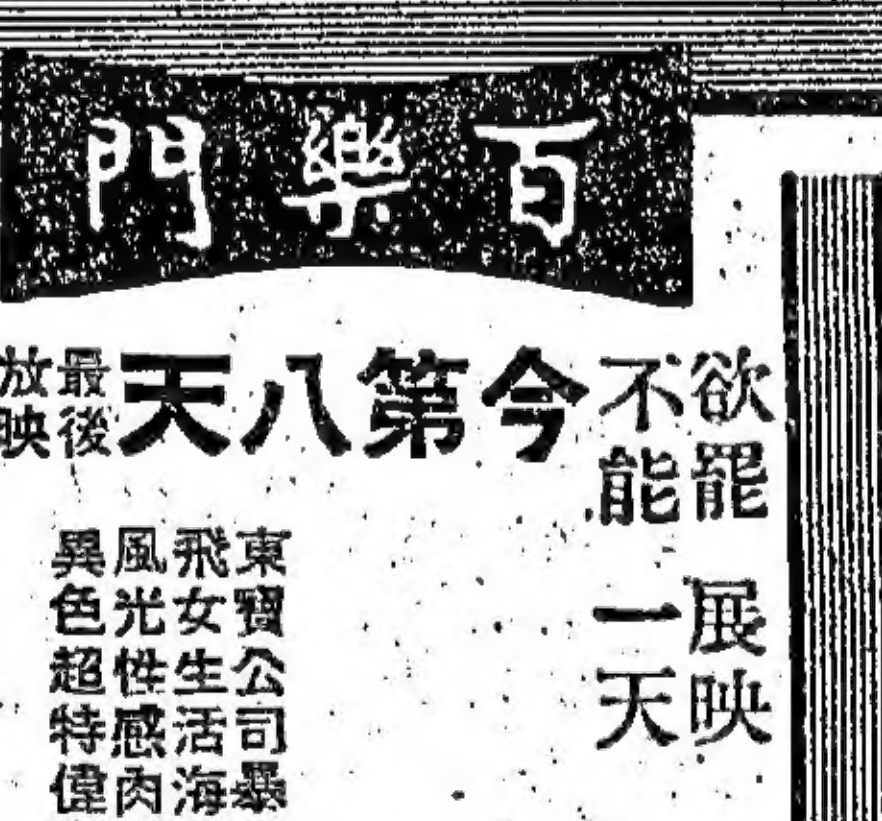 百樂門
欲罷不能
展映一天
今第八天
最後放映
東寶公司暴
飛女生活海
風光性感肉
異色超特偉